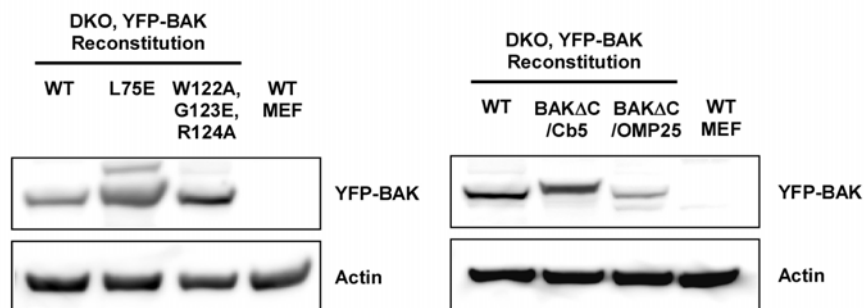 DKO, YFP-BAK
Reconstitution
WT L75E W122A, WT
G123E, MEF
R124A
YFP-BAK
Actin
DKO, YFP-BAK
Reconstitution
WT BAKΔC BAKΔC WT
/Cb5 /OMP25 MEF
YFP-BAK
Actin